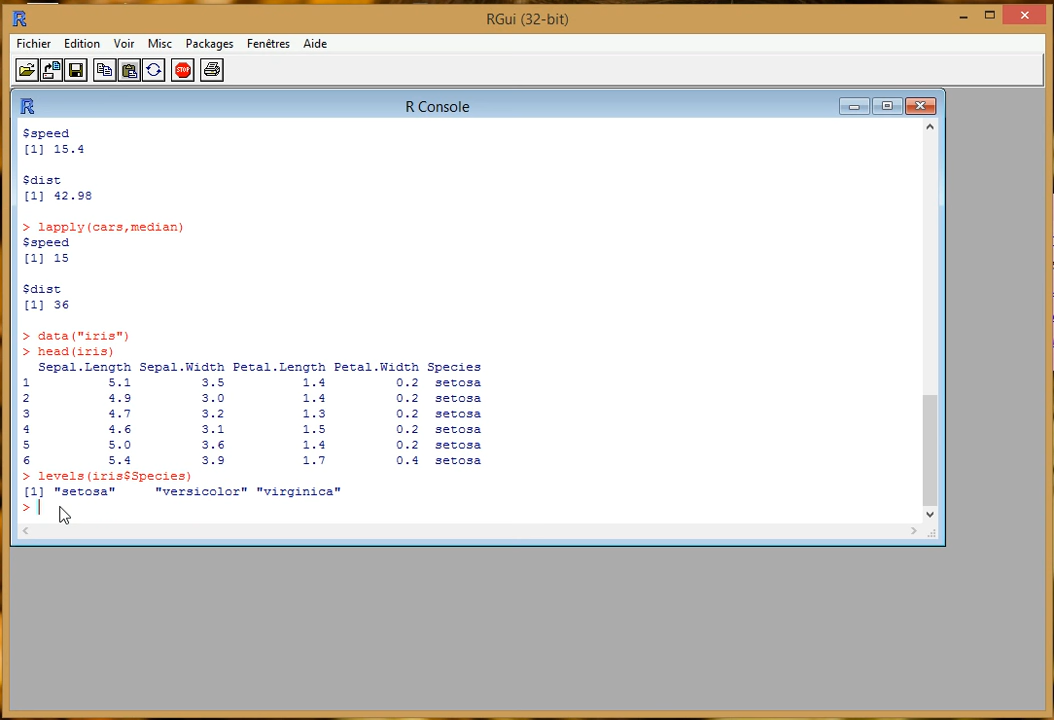 RGui (32-bit)
Fichier Edition Voir Misc Packages Fenêtres Aide
STOP
R Console
$speed
[1] 15.4
$dist
[1] 42.98
> lapply(cars,median)
$speed
[1] 15
$dist
[1] 36
> data("iris")
> head(iris)
  Sepal.Length Sepal.Width Petal.Length Petal.Width Species
1          5.1         3.5          1.4         0.2  setosa
2          4.9         3.0          1.4         0.2  setosa
3          4.7         3.2          1.3         0.2  setosa
4          4.6         3.1          1.5         0.2  setosa
5          5.0         3.6          1.4         0.2  setosa
6          5.4         3.9          1.7         0.4  setosa
> levels(iris$Species)
[1] "setosa"     "versicolor" "virginica"
>